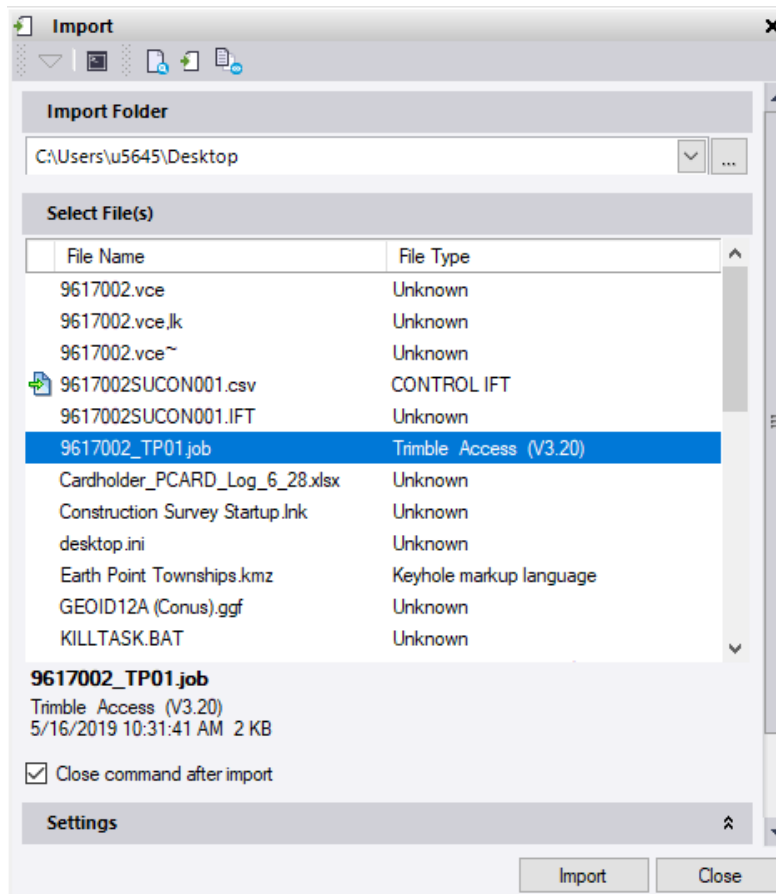 Import
Import Folder
C:\Users\u5645\Desktop
...
Select File(s)
File Name File Type
9617002.vce Unknown
9617002.vce,lk Unknown
9617002.vce~ Unknown
9617002SUCON001.csv CONTROL IFT
9617002SUCON001.IFT Unknown
9617002_TP01.job Trimble Access (V3.20)
Cardholder_PCARD_Log_6_28.xlsx Unknown
Construction Survey Startup.lnk Unknown
desktop.ini Unknown
Earth Point Townships.kmz Keyhole markup language
GEOID12A (Conus).ggf Unknown
KILLTASK.BAT Unknown
9617002_TP01.job
Trimble Access (V3.20)
5/16/2019 10:31:41 AM 2 KB
Close command after import
Settings
Import Close